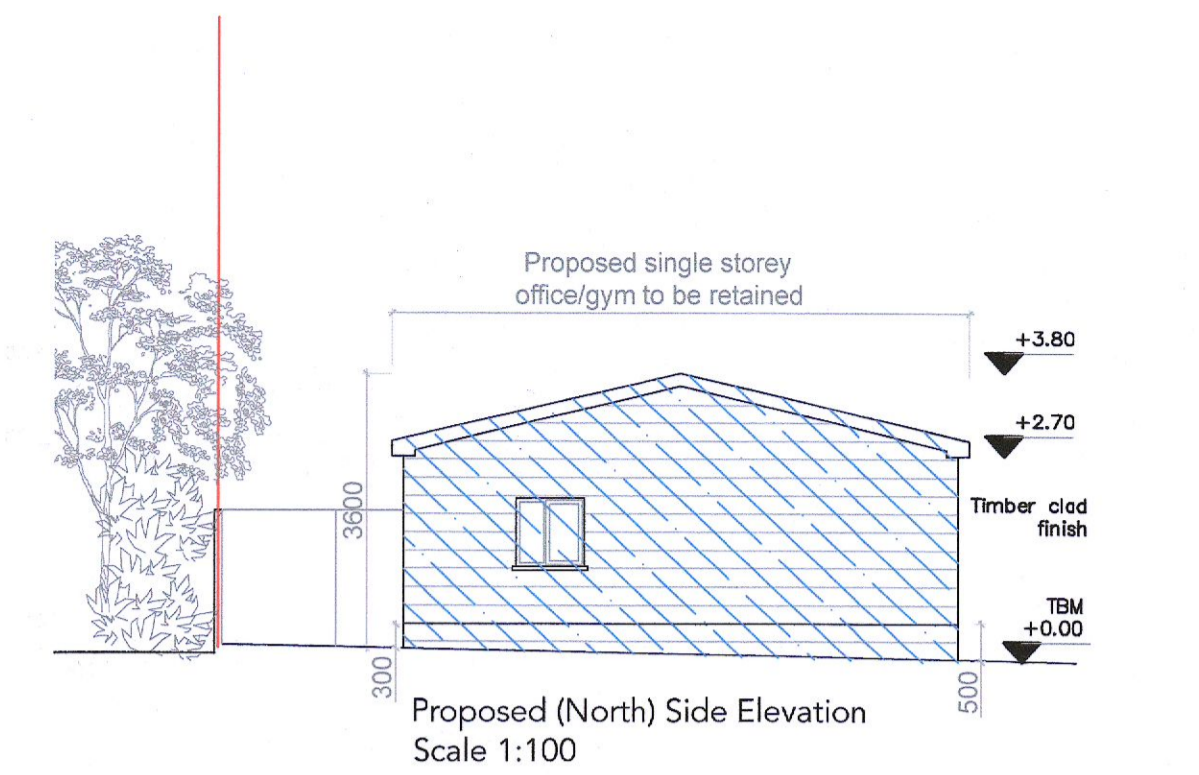 Proposed single storey
office/gym to be retained
+3.80
+2.70
3600
Timber clad
finish
TBM
+0.00
300
500
Proposed (North) Side Elevation
Scale 1:100